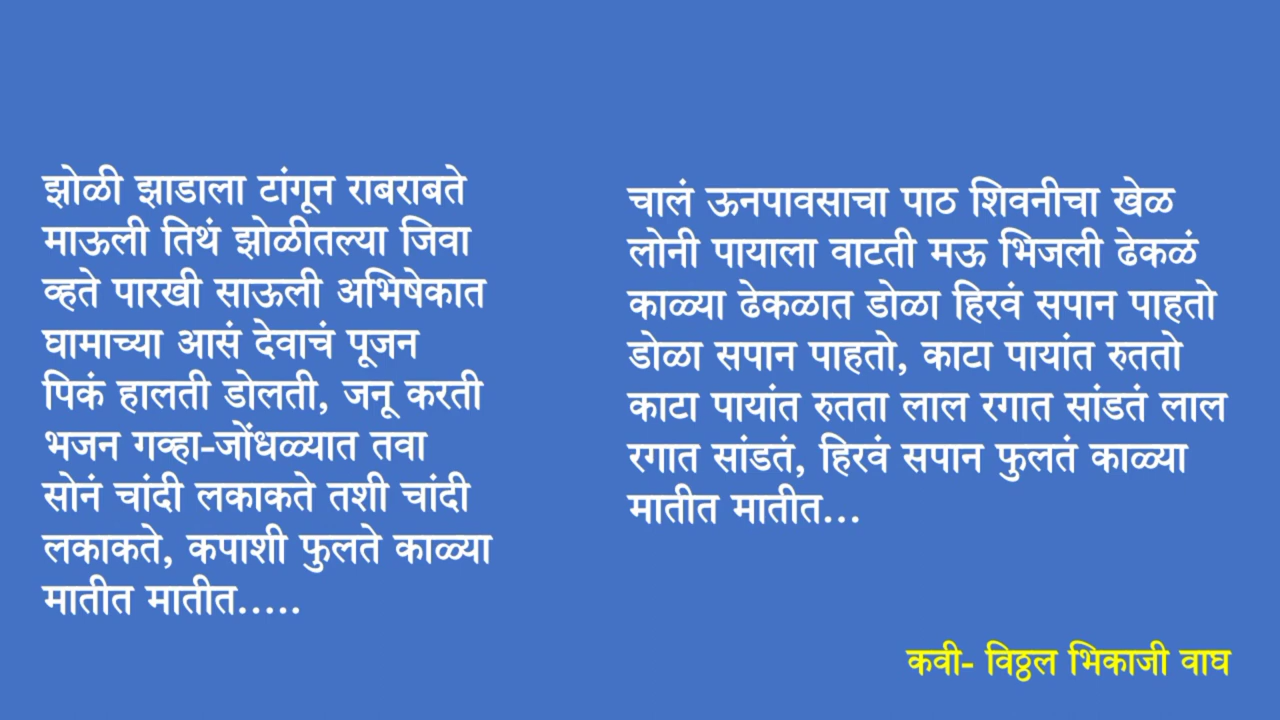 झोळी झाडाला टांगून राबराबते
माऊली तिथं झोळीतल्या जिवा
व्हते पारखी साऊली अभिषेकात
घामाच्या आसं देवाचं पूजन
पिकं हालती डोलती, जनू करती
भजन गव्हा-जोंधळ्यात तवा
सोनं चांदी लकाकते तशी चांदी
लकाकते, कपाशी फुलते काळ्या
मातीत मातीत.....
चालं ऊनपावसाचा पाठ शिवनीचा खेळ
लोनी पायाला वाटती मऊ भिजली ढेकळं
काळ्या ढेकळात डोळा हिरवं सपान पाहतो
डोळा सपान पाहतो, काटा पायांत रुततो
काटा पायांत रुतता लाल रगात सांडतं लाल
रगात सांडतं, हिरवं सपान फुलतं काळ्या
मातीत मातीत...
कवी- विठ्ठल भिकाजी वाघ